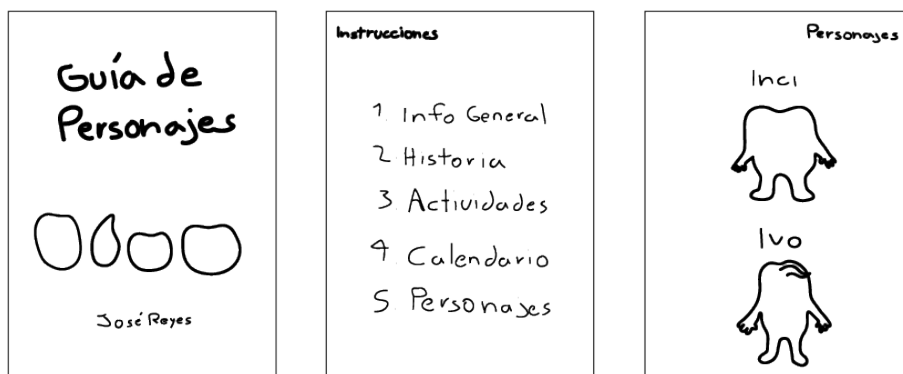 Guía de
Personajes
José Reyes
Instrucciones
1. Info General
2. Historia
3. Actividades
4. Calendario
5. Personajes
Personajes
Inci
Ivo